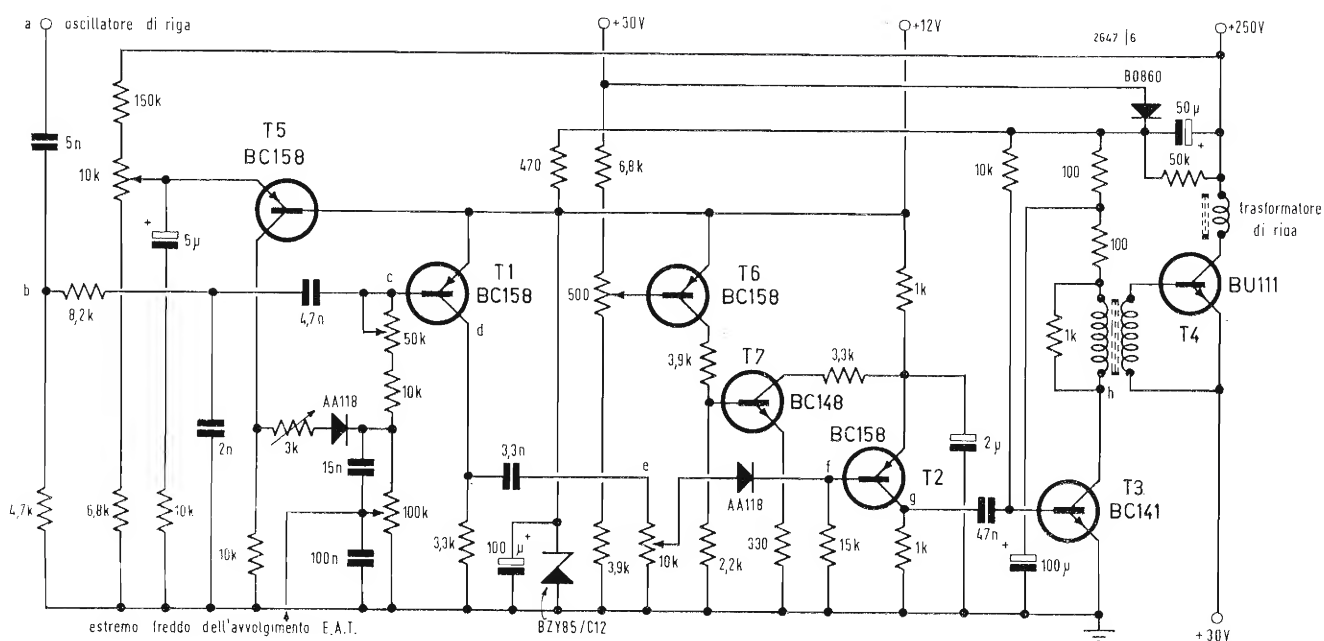 a oscillatore di riga
+30V
+12V
2647 | 6
+250V
B0860
150k
5n
T5
BC158
50µ
+
10k
470
6,8k
10k
100
50k
trasformatore
di riga
+
5µ
100
b
8,2k
4,7n
c
T1
BC158
d
50k
500
T6
BC158
1k
BU111
T4
1k
10k
3,9k
T7
3,3k
BC148
h
AA118
3k
2n
15n
3,3n
e
BC158
f
T2
2µ
g
AA118
T3
BC141
47n
4,7k
6,8k
10k
10k
100k
100n
3,3k
100
µ
+
3,9k
10k
2,2k
330
15k
1k
+
100µ
estremo freddo dell'avvolgimento E.A.T.
BZY85/C12
+30V